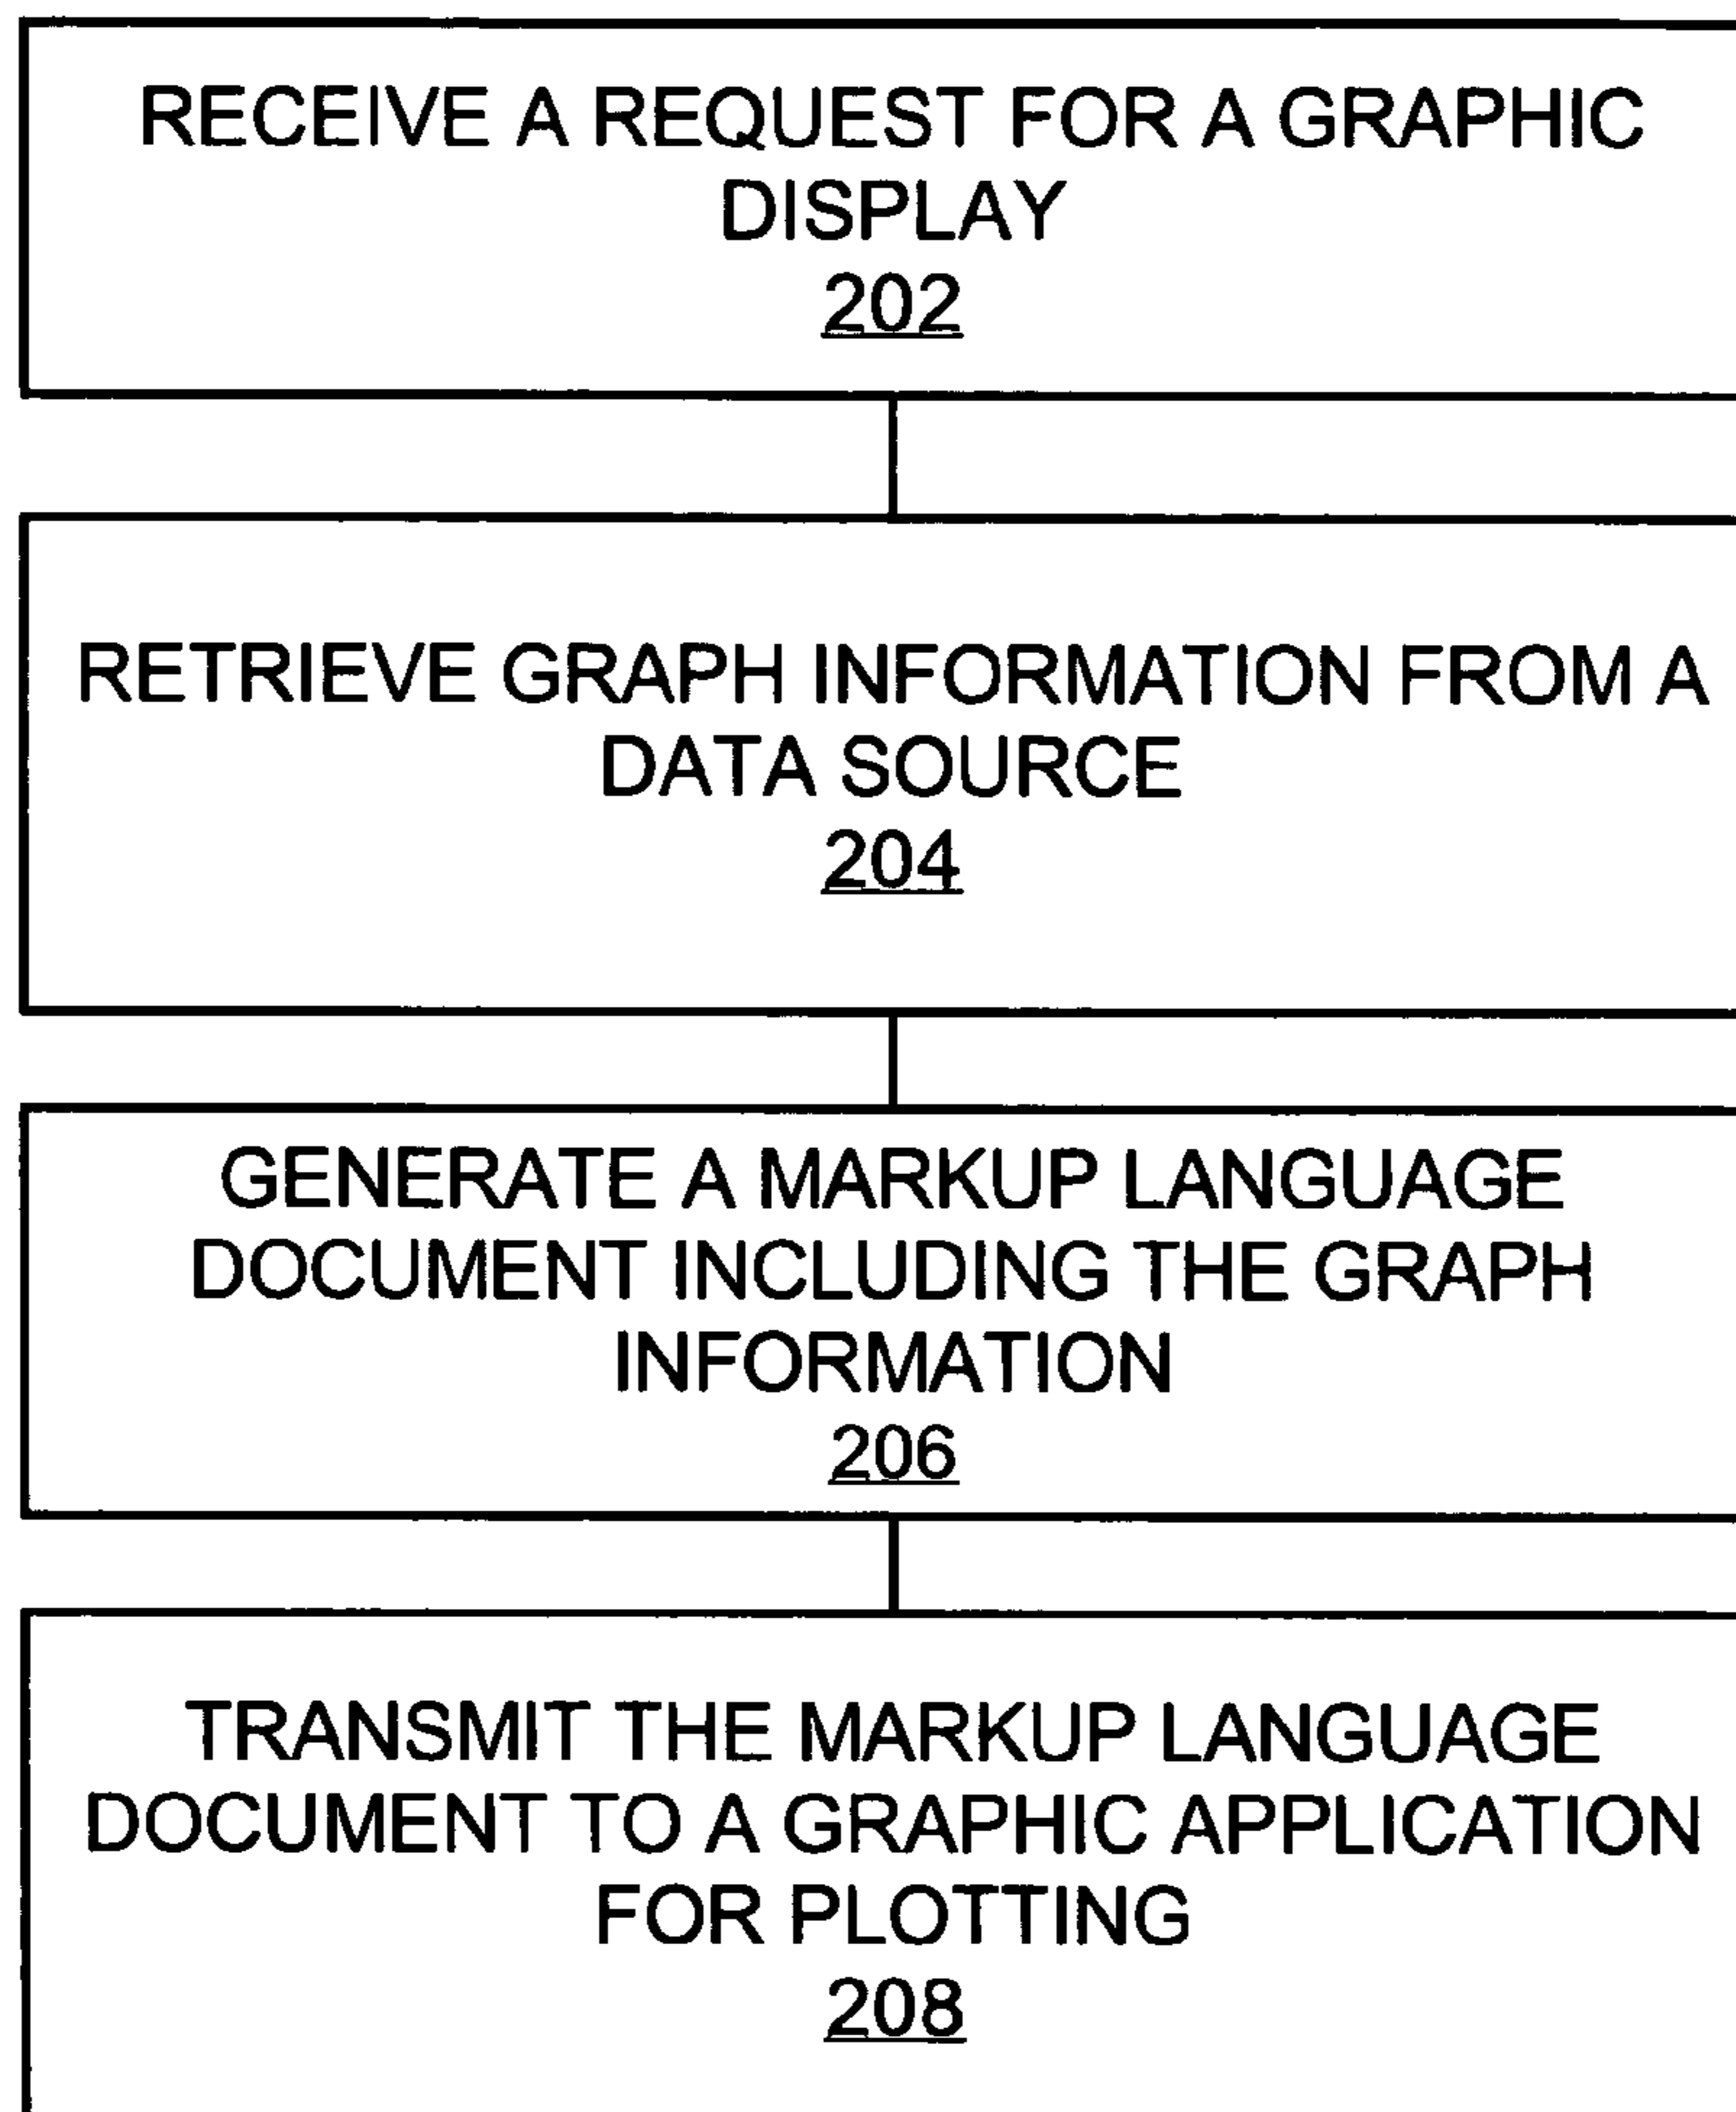 RECEIVE A REQUEST FOR A GRAPHIC
DISPLAY
202
RETRIEVE GRAPH INFORMATION FROM A
DATA SOURCE
204
GENERATE A MARKUP LANGUAGE
DOCUMENT INCLUDING THE GRAPH
INFORMATION
206
TRANSMIT THE MARKUP LANGUAGE
DOCUMENT TO A GRAPHIC APPLICATION
FOR PLOTTING
208